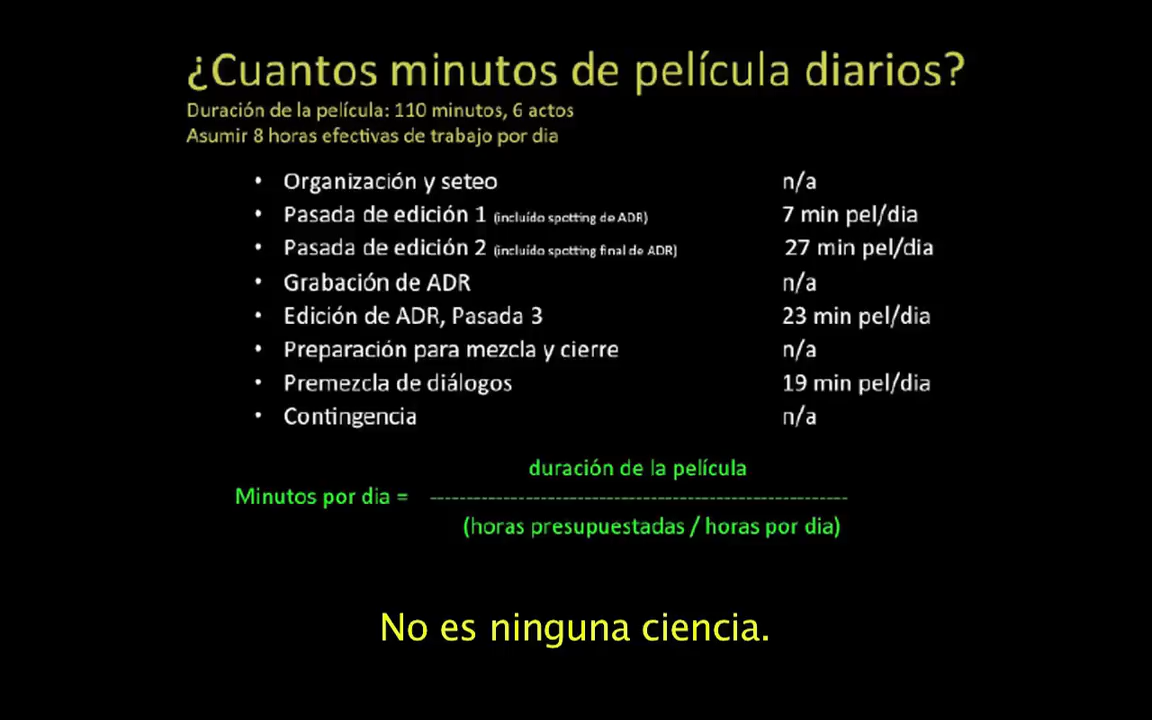 ¿Cuantos minutos de película diarios?
Duración de la película: 110 minutos, 6 actos
Asumir 8 horas efectivas de trabajo por dia
• Organización y seteo n/a
• Pasada de edición 1 (incluído spotting de ADR) 7 min pel/dia
• Pasada de edición 2 (incluído spotting final de ADR) 27 min pel/dia
• Grabación de ADR n/a
• Edición de ADR, Pasada 3 23 min pel/dia
• Preparación para mezcla y cierre n/a
• Premezcla de diálogos 19 min pel/dia
• Contingencia n/a
duración de la película
Minutos por dia = ----------------------------------------------------------
(horas presupuestadas / horas por dia)
No es ninguna ciencia.